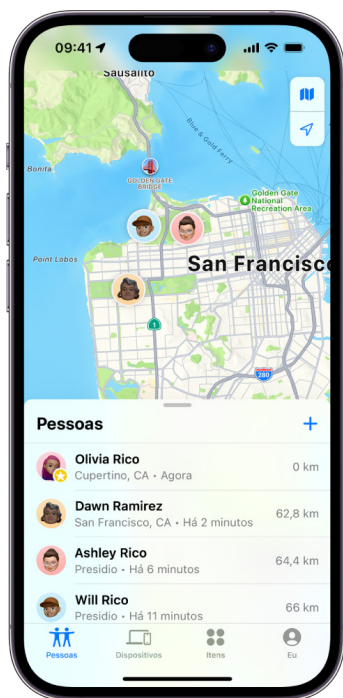 09:41
Sausalito
Blue & Gold Ferry
Bonita
GOLDEN GATE
BRIDGE
Golden Gate
National
Recreation Area
Point Lobos
San Francisco
1
280
Pessoas
+
Olivia Rico
Cupertino, CA • Agora
0 km
Dawn Ramirez
San Francisco, CA • Há 2 minutos
62,8 km
Ashley Rico
Presidio • Há 6 minutos
64,4 km
Will Rico
Presidio • Há 11 minutos
66 km
Pessoas
Dispositivos
Itens
Eu